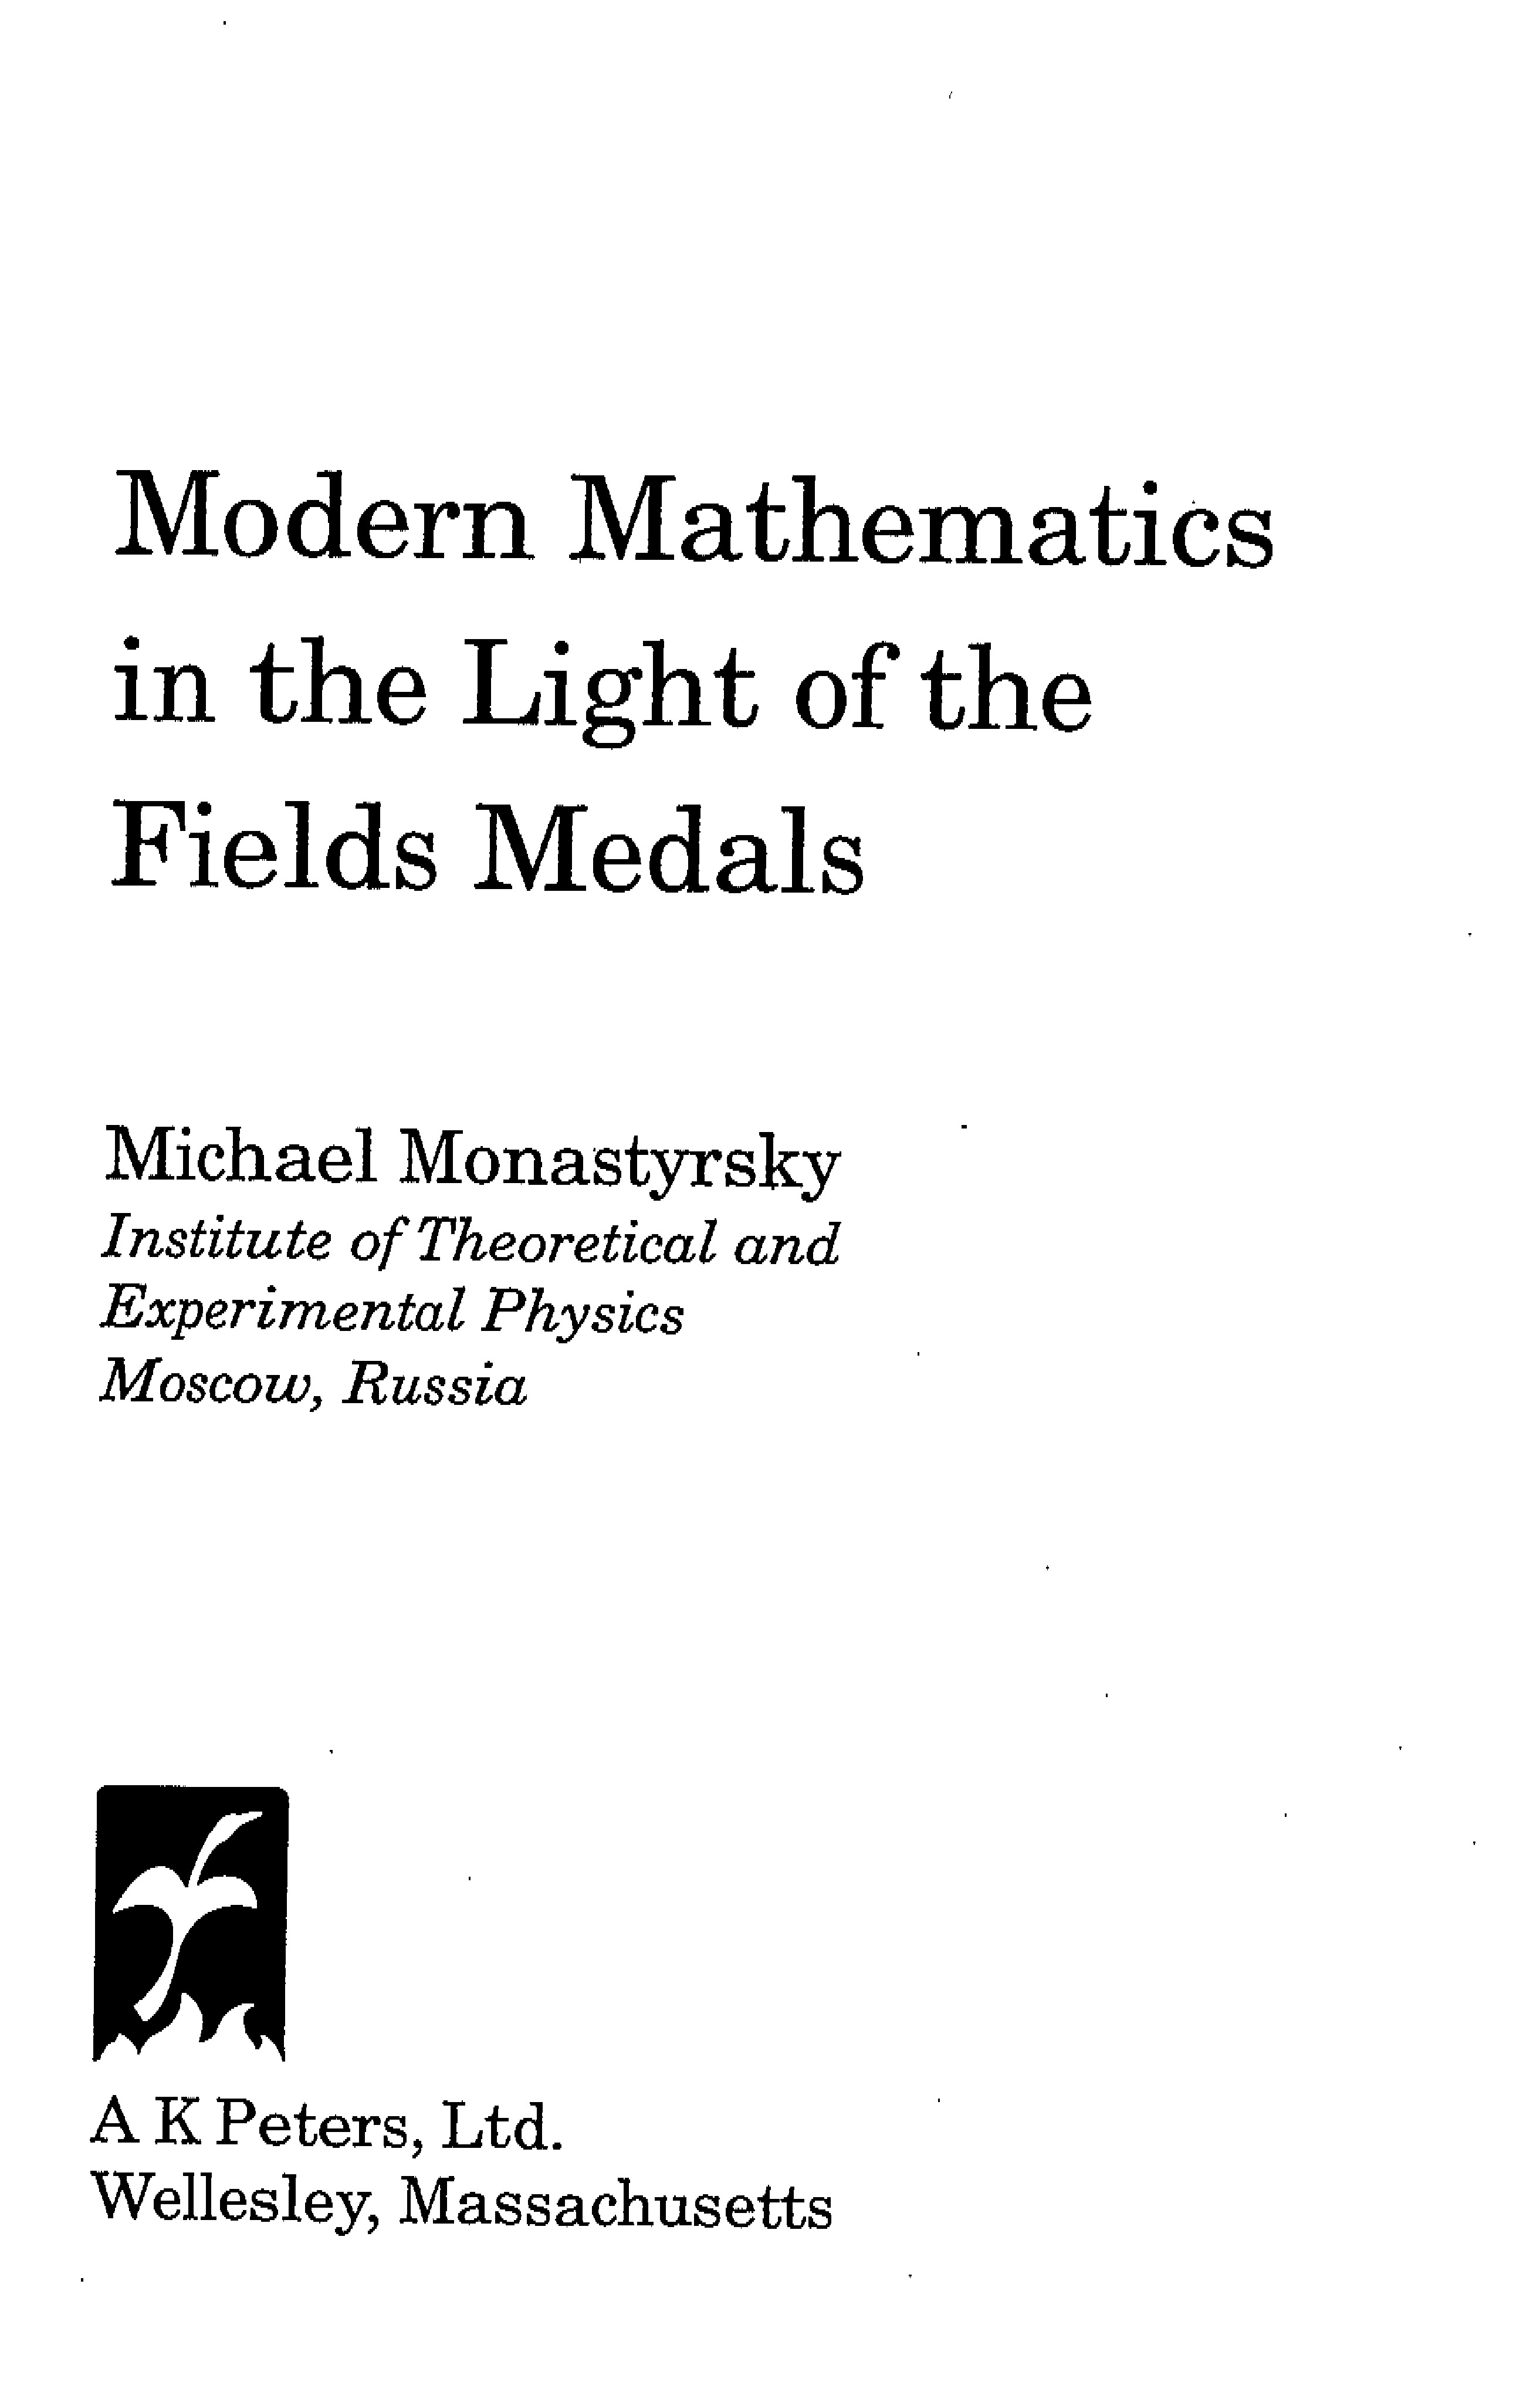 Modern Mathematics
in the Light of the
Fields Medals
Michael Monastyrsky
Institute of Theoretical and
Experimental Physics
Moscow, Russia
A K Peters, Ltd.
Wellesley, Massachusetts